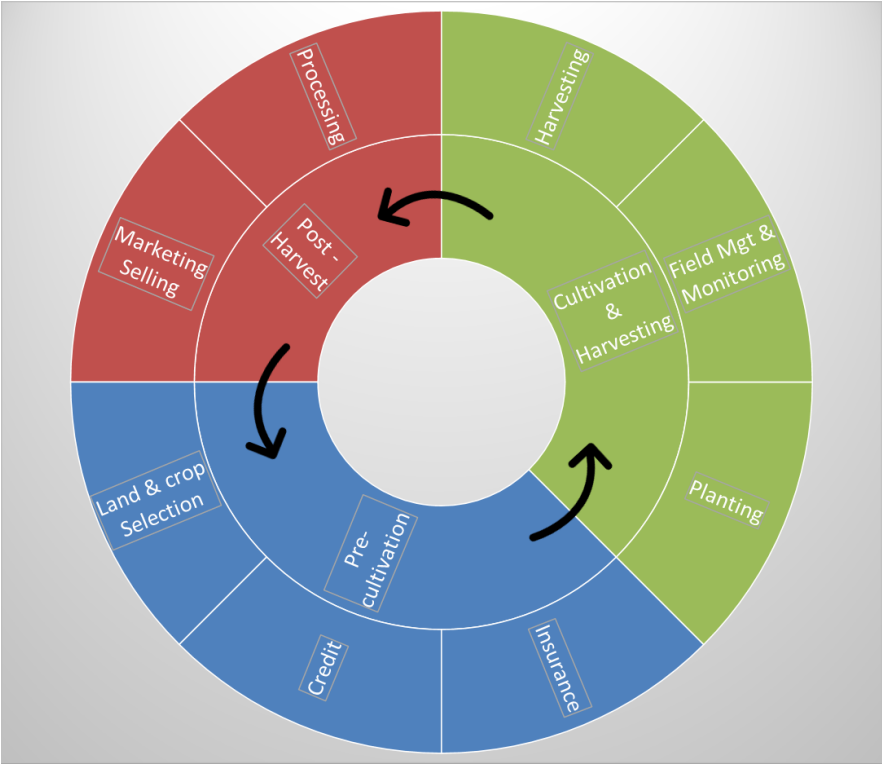 Processing
Harvesting
Marketing
Selling
Post -
Harvest
Cultivation
&
Harvesting
Field Mgt &
Monitoring
Land & crop
Selection
Pre-
cultivation
Planting
Credit
Insurance